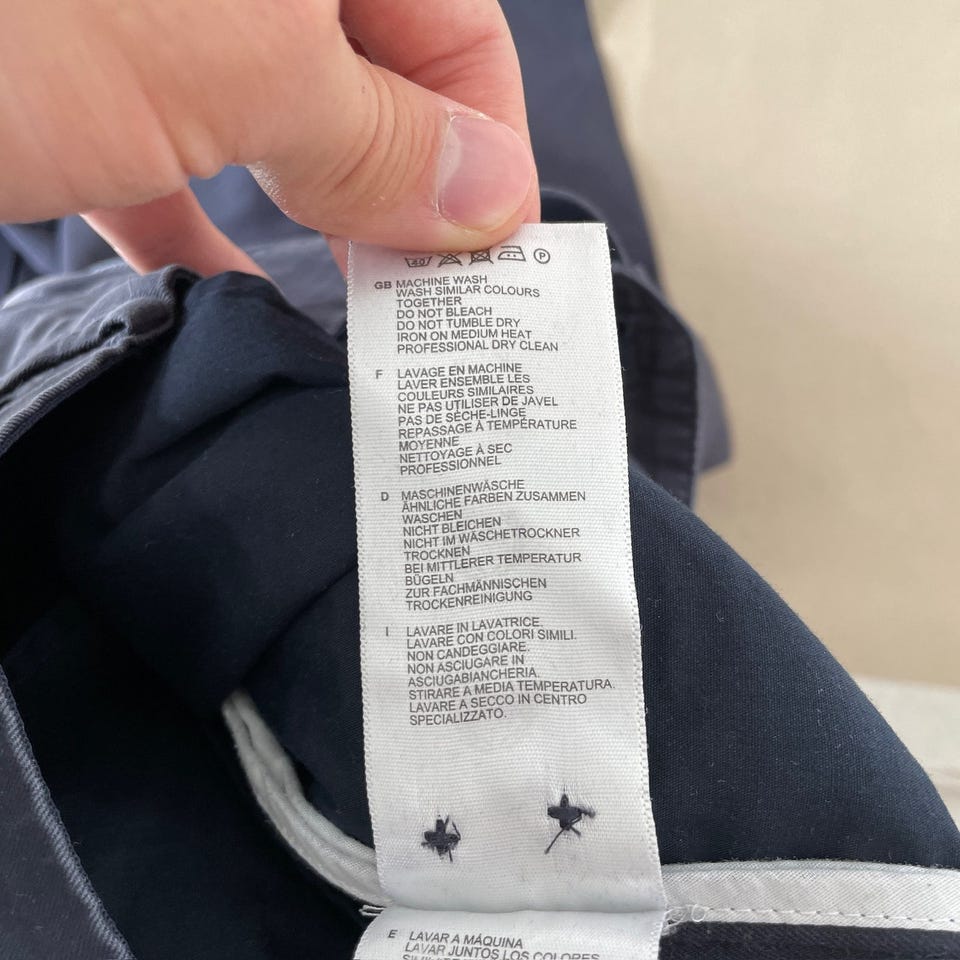 40 P
GB MACHINE WASH
WASH SIMILAR COLOURS
TOGETHER
DO NOT BLEACH
DO NOT TUMBLE DRY
IRON ON MEDIUM HEAT
PROFESSIONAL DRY CLEAN
F LAVAGE EN MACHINE
LAVER ENSEMBLE LES
COULEURS SIMILAIRES
NE PAS UTILISER DE JAVEL
PAS DE SÈCHE-LINGE
REPASSAGE À TEMPÉRATURE
MOYENNE
NETTOYAGE À SEC
PROFESSIONNEL
D MASCHINENWÄSCHE
ÄHNLICHE FARBEN ZUSAMMEN
WASCHEN
NICHT BLEICHEN
NICHT IM WÄSCHETROCKNER
TROCKNEN
BEI MITTLERER TEMPERATUR
BÜGELN
ZUR FACHMÄNNISCHEN
TROCKENREINIGUNG
I LAVARE IN LAVATRICE.
LAVARE CON COLORI SIMILI.
NON CANDEGGIARE.
NON ASCIUGARE IN
ASCIUGABIANCHERIA.
STIRARE A MEDIA TEMPERATURA.
LAVARE A SECCO IN CENTRO
SPECIALIZZATO.
E LAVAR A MÁQUINA
LAVAR JUNTOS LOS COLORES